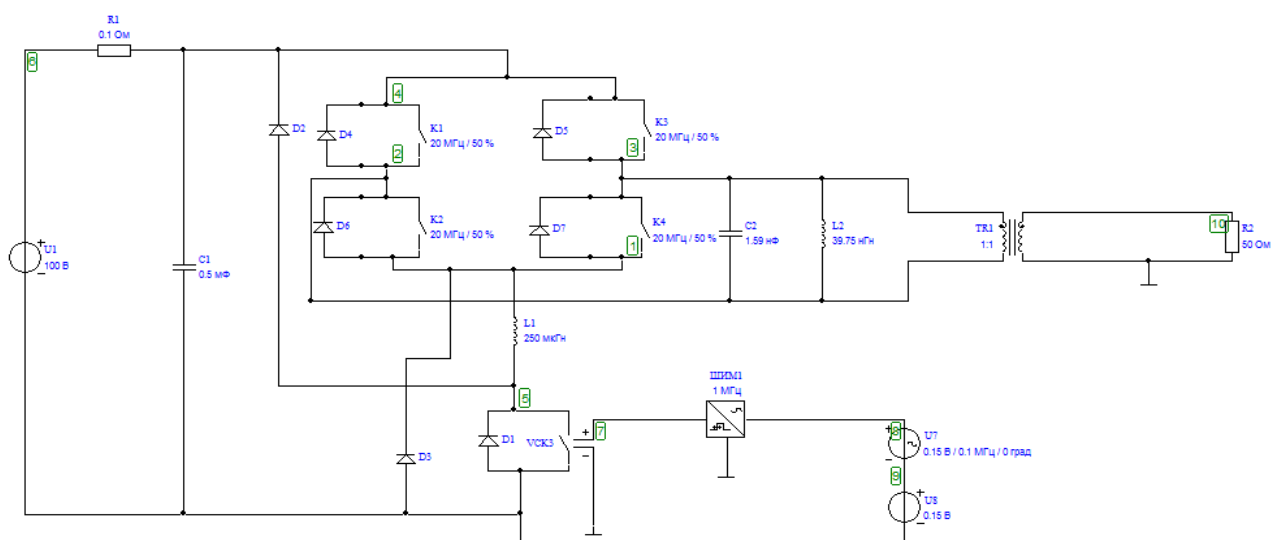 R1
0.1 Ом
6
4
D2
D4
K1
20 МГц / 50 %
2
D5
K3
20 МГц / 50 %
3
D6
K2
20 МГц / 50 %
D7
K4
20 МГц / 50 %
1
C2
1.59 нФ
L2
39.75 нГн
TR1
1:1
10
R2
50 Ом
+
U1
100 В
−
C1
0.5 мФ
L1
250 мкГн
5
D1
VCK3
+
−
7
ШИМ1
1 МГц
D3
+
8
U7
0.15 В / 0.1 МГц / 0 град
−
9
+
U8
0.15 В
−